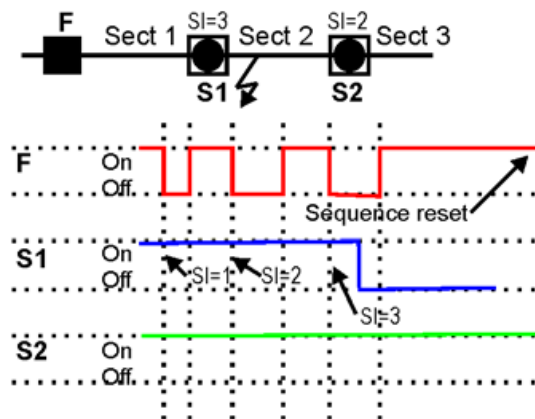 F Sect 1 SI=3 Sect 2 SI=2 Sect 3
S1 S2
F On
Off
Sequence reset
S1 On
Off
SI=1 SI=2
SI=3
S2 On
Off